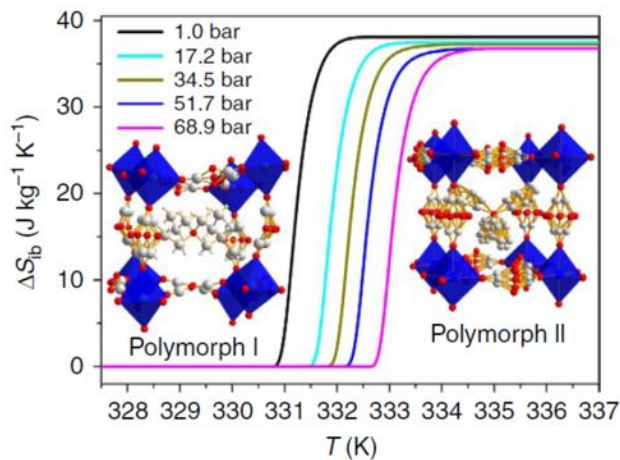 40
30
20
10
0
ΔS_ib (J kg⁻¹ K⁻¹)
1.0 bar
17.2 bar
34.5 bar
51.7 bar
68.9 bar
Polymorph I
Polymorph II
328 329 330 331 332 333 334 335 336 337
T (K)